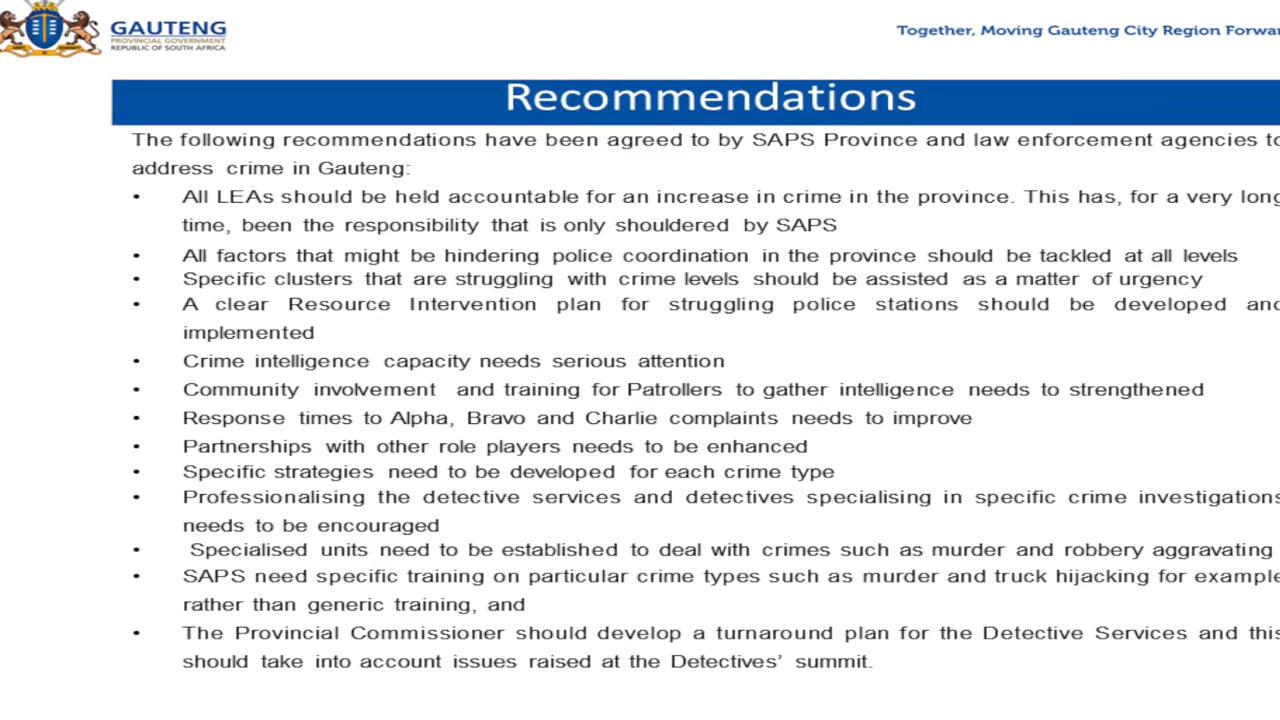 GAUTENG
PROVINCIAL GOVERNMENT
REPUBLIC OF SOUTH AFRICA
Together, Moving Gauteng City Region Forwar
Recommendations
The following recommendations have been agreed to by SAPS Province and law enforcement agencies to
address crime in Gauteng:
• All LEAs should be held accountable for an increase in crime in the province. This has, for a very long
time, been the responsibility that is only shouldered by SAPS
• All factors that might be hindering police coordination in the province should be tackled at all levels
• Specific clusters that are struggling with crime levels should be assisted as a matter of urgency
• A clear Resource Intervention plan for struggling police stations should be developed and
implemented
• Crime intelligence capacity needs serious attention
• Community involvement and training for Patrollers to gather intelligence needs to strengthened
• Response times to Alpha, Bravo and Charlie complaints needs to improve
• Partnerships with other role players needs to be enhanced
• Specific strategies need to be developed for each crime type
• Professionalising the detective services and detectives specialising in specific crime investigations
needs to be encouraged
• Specialised units need to be established to deal with crimes such as murder and robbery aggravating
• SAPS need specific training on particular crime types such as murder and truck hijacking for example
rather than generic training, and
• The Provincial Commissioner should develop a turnaround plan for the Detective Services and this
should take into account issues raised at the Detectives’ summit.